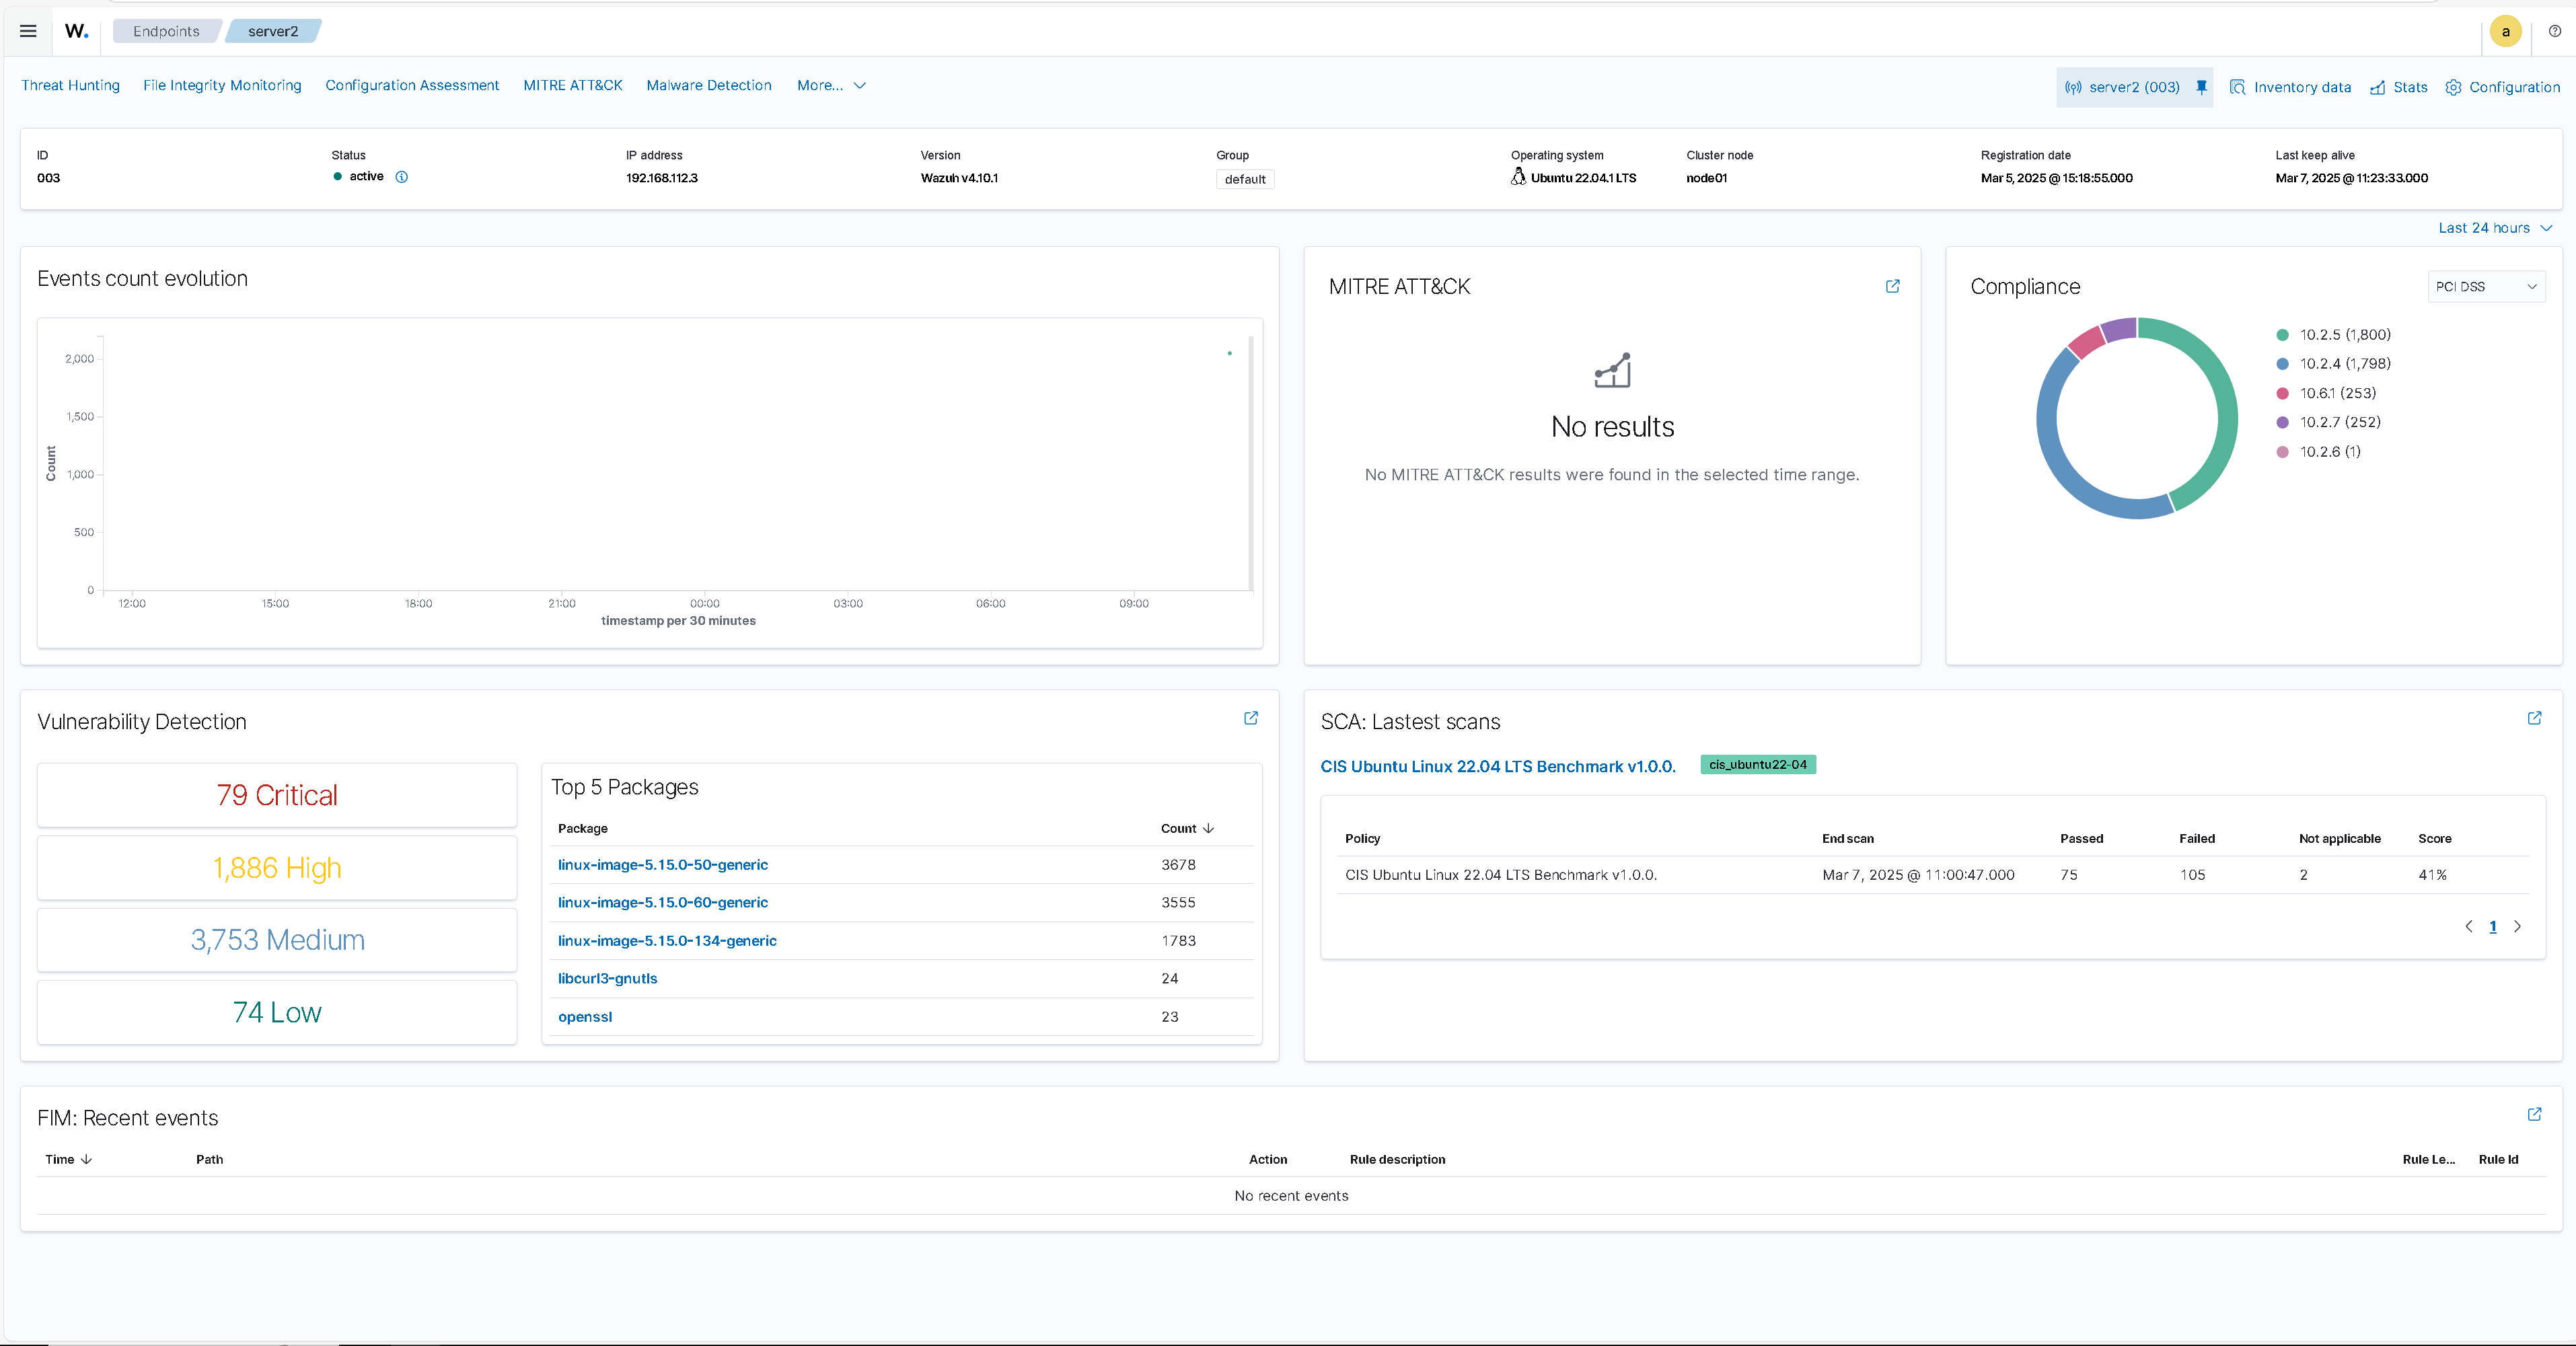 W. Endpoints server2 a
Threat Hunting File Integrity Monitoring Configuration Assessment MITRE ATT&CK Malware Detection More... server2 (003) Inventory data Stats Configuration
ID Status IP address Version Group Operating system Cluster node Registration date Last keep alive
003 active 192.168.112.3 Wazuh v4.10.1 default Ubuntu 22.04.1 LTS node01 Mar 5, 2025 @ 15:18:55.000 Mar 7, 2025 @ 11:23:33.000
Last 24 hours
Events count evolution
2,000
1,500
1,000
500
0
Count
12:00 15:00 18:00 21:00 00:00 03:00 06:00 09:00
timestamp per 30 minutes
MITRE ATT&CK
No results
No MITRE ATT&CK results were found in the selected time range.
Compliance PCI DSS
10.2.5 (1,800)
10.2.4 (1,798)
10.6.1 (253)
10.2.7 (252)
10.2.6 (1)
Vulnerability Detection
79 Critical
1,886 High
3,753 Medium
74 Low
Top 5 Packages
Package Count
linux-image-5.15.0-50-generic 3678
linux-image-5.15.0-60-generic 3555
linux-image-5.15.0-134-generic 1783
libcurl3-gnutls 24
openssl 23
SCA: Lastest scans
CIS Ubuntu Linux 22.04 LTS Benchmark v1.0.0. cis_ubuntu22-04
Policy End scan Passed Failed Not applicable Score
CIS Ubuntu Linux 22.04 LTS Benchmark v1.0.0. Mar 7, 2025 @ 11:00:47.000 75 105 2 41%
1
FIM: Recent events
Time Path Action Rule description Rule Le... Rule Id
No recent events